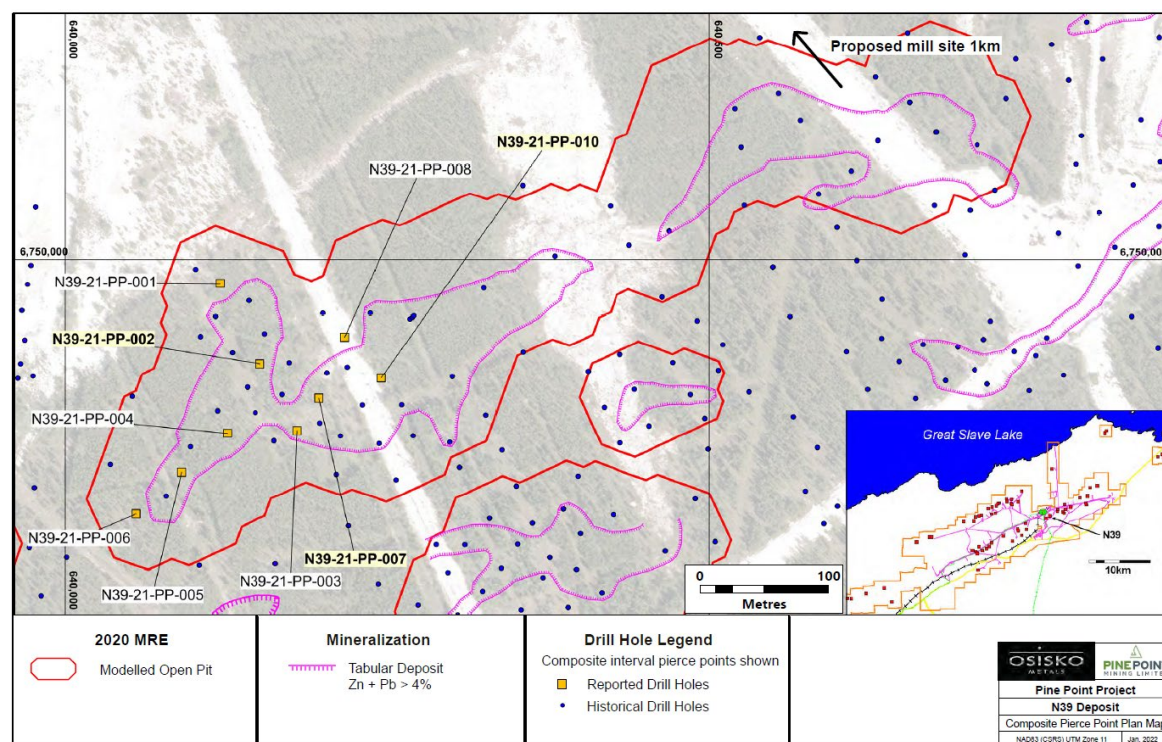 640,000
640,500
Proposed mill site 1km
N39-21-PP-010
N39-21-PP-008
6,750,000
6,750,000
N39-21-PP-001
N39-21-PP-002
N39-21-PP-004
N39-21-PP-006
N39-21-PP-005
N39-21-PP-003
N39-21-PP-007
640,000
0 100
Metres
Great Slave Lake
N39
10km
2020 MRE
Modelled Open Pit
Mineralization
Tabular Deposit
Zn + Pb > 4%
Drill Hole Legend
Composite interval pierce points shown
Reported Drill Holes
Historical Drill Holes
OSISKO
METALS
PINE POINT
MINING LIMITED
Pine Point Project
N39 Deposit
Composite Pierce Point Plan Map
NAD83 (CSRS) UTM Zone 11 Jan. 2022